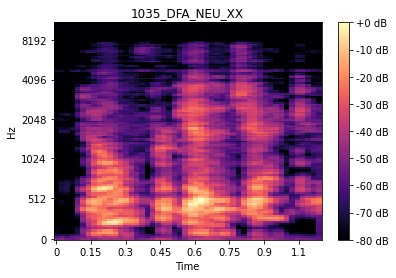 1035_DFA_NEU_XX
+0 dB
8192
-10 dB
4096
-20 dB
-30 dB
2048
Hz
-40 dB
1024
-50 dB
-60 dB
512
-70 dB
0
-80 dB
0 0.15 0.3 0.45 0.6 0.75 0.9 1.1
Time